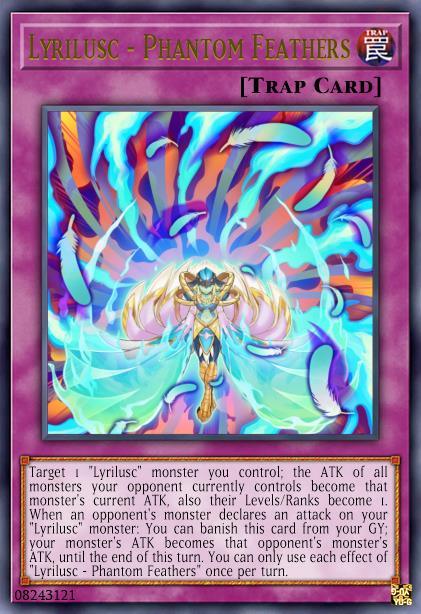 Lyrilusc - Phantom Feathers
TRAP
罠
[Trap Card]
Target 1 "Lyrilusc" monster you control; the ATK of all
monsters your opponent currently controls become that
monster's current ATK, also their Levels/Ranks become 1.
When an opponent's monster declares an attack on your
"Lyrilusc" monster: You can banish this card from your GY;
your monster's ATK becomes that opponent's monster's
ATK, until the end of this turn. You can only use each effect of
"Lyrilusc - Phantom Feathers" once per turn.
08243121